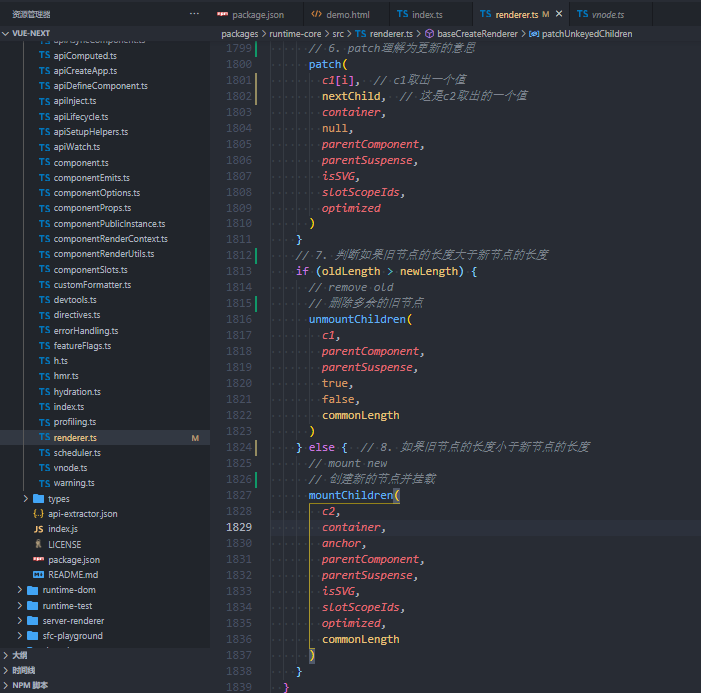 资源管理器
···
package.json
demo.html
TS index.ts
TS renderer.ts M ×
TS vnode.ts
VUE-NEXT
packages > runtime-core > src > TS renderer.ts > baseCreateRenderer > patchUnkeyedChildren
TS apiAsyncComponent.ts
TS apiComputed.ts
TS apiCreateApp.ts
TS apiDefineComponent.ts
TS apiInject.ts
TS apiLifecycle.ts
TS apiSetupHelpers.ts
TS apiWatch.ts
TS component.ts
TS componentEmits.ts
TS componentOptions.ts
TS componentProps.ts
TS componentPublicInstance.ts
TS componentRenderContext.ts
TS componentRenderUtils.ts
TS componentSlots.ts
TS customFormatter.ts
TS devtools.ts
TS directives.ts
TS errorHandling.ts
TS featureFlags.ts
TS h.ts
TS hmr.ts
TS hydration.ts
TS index.ts
TS profiling.ts
TS renderer.ts M
TS scheduler.ts
TS vnode.ts
TS warning.ts
types
{..} api-extractor.json
JS index.js
LICENSE
package.json
README.md
runtime-dom
runtime-test
server-renderer
sfc-playground
大纲
时间线
NPM 脚本
1799 // 6. patch理解为更新的意思
1800 patch(
1801 c1[i], // c1取出一个值
1802 nextChild, // 这是c2取出的一个值
1803 container,
1804 null,
1805 parentComponent,
1806 parentSuspense,
1807 isSVG,
1808 slotScopeIds,
1809 optimized
1810 )
1811 }
1812 // 7. 判断如果旧节点的长度大于新节点的长度
1813 if (oldLength > newLength) {
1814 // remove old
1815 // 删除多余的旧节点
1816 unmountChildren(
1817 c1,
1818 parentComponent,
1819 parentSuspense,
1820 true,
1821 false,
1822 commonLength
1823 )
1824 } else { // 8. 如果旧节点的长度小于新节点的长度
1825 // mount new
1826 // 创建新的节点并挂载
1827 mountChildren(
1828 c2,
1829 container,
1830 anchor,
1831 parentComponent,
1832 parentSuspense,
1833 isSVG,
1834 slotScopeIds,
1835 optimized,
1836 commonLength
1837 )
1838 }
1839 }